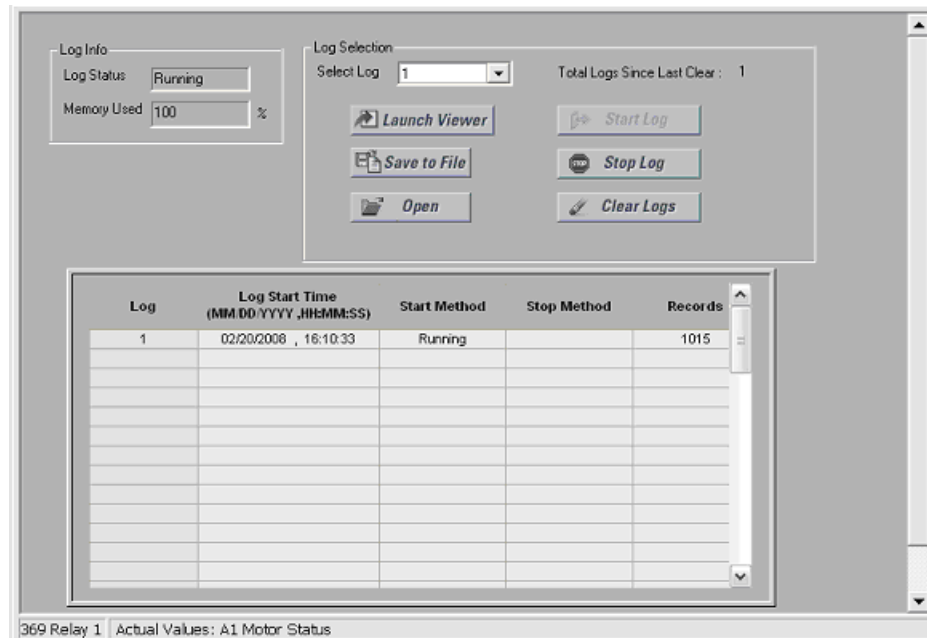 Log Info
Log Status Running
Memory Used 100 %
Log Selection
Select Log 1 Total Logs Since Last Clear : 1
Launch Viewer Start Log
Save to File STOP Stop Log
Open Clear Logs
Log Log Start Time (MM/DD/YYYY ,HH:MM:SS) Start Method Stop Method Records
1 02/20/2008 , 16:10:33 Running 1015
369 Relay 1 Actual Values: A1 Motor Status